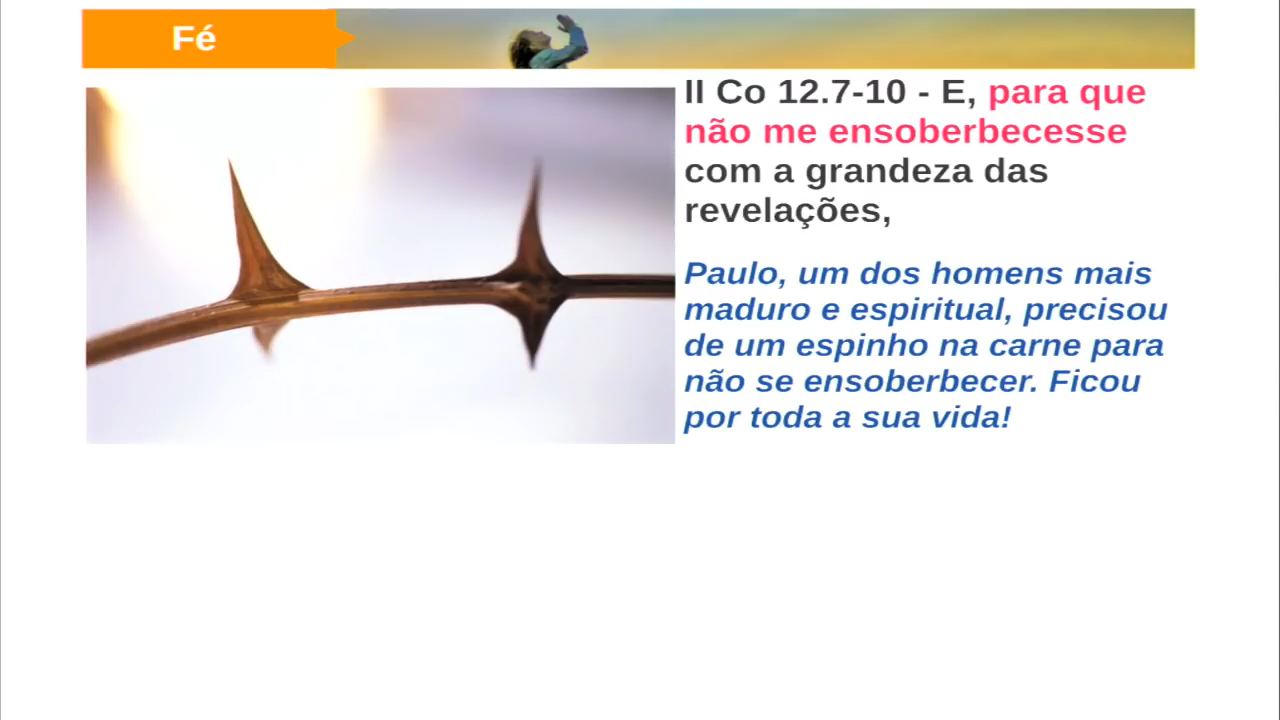 Fé
II Co 12.7-10 - E, para que
não me ensoberbecesse
com a grandeza das
revelações,
Paulo, um dos homens mais
maduro e espiritual, precisou
de um espinho na carne para
não se ensoberbecer. Ficou
por toda a sua vida!